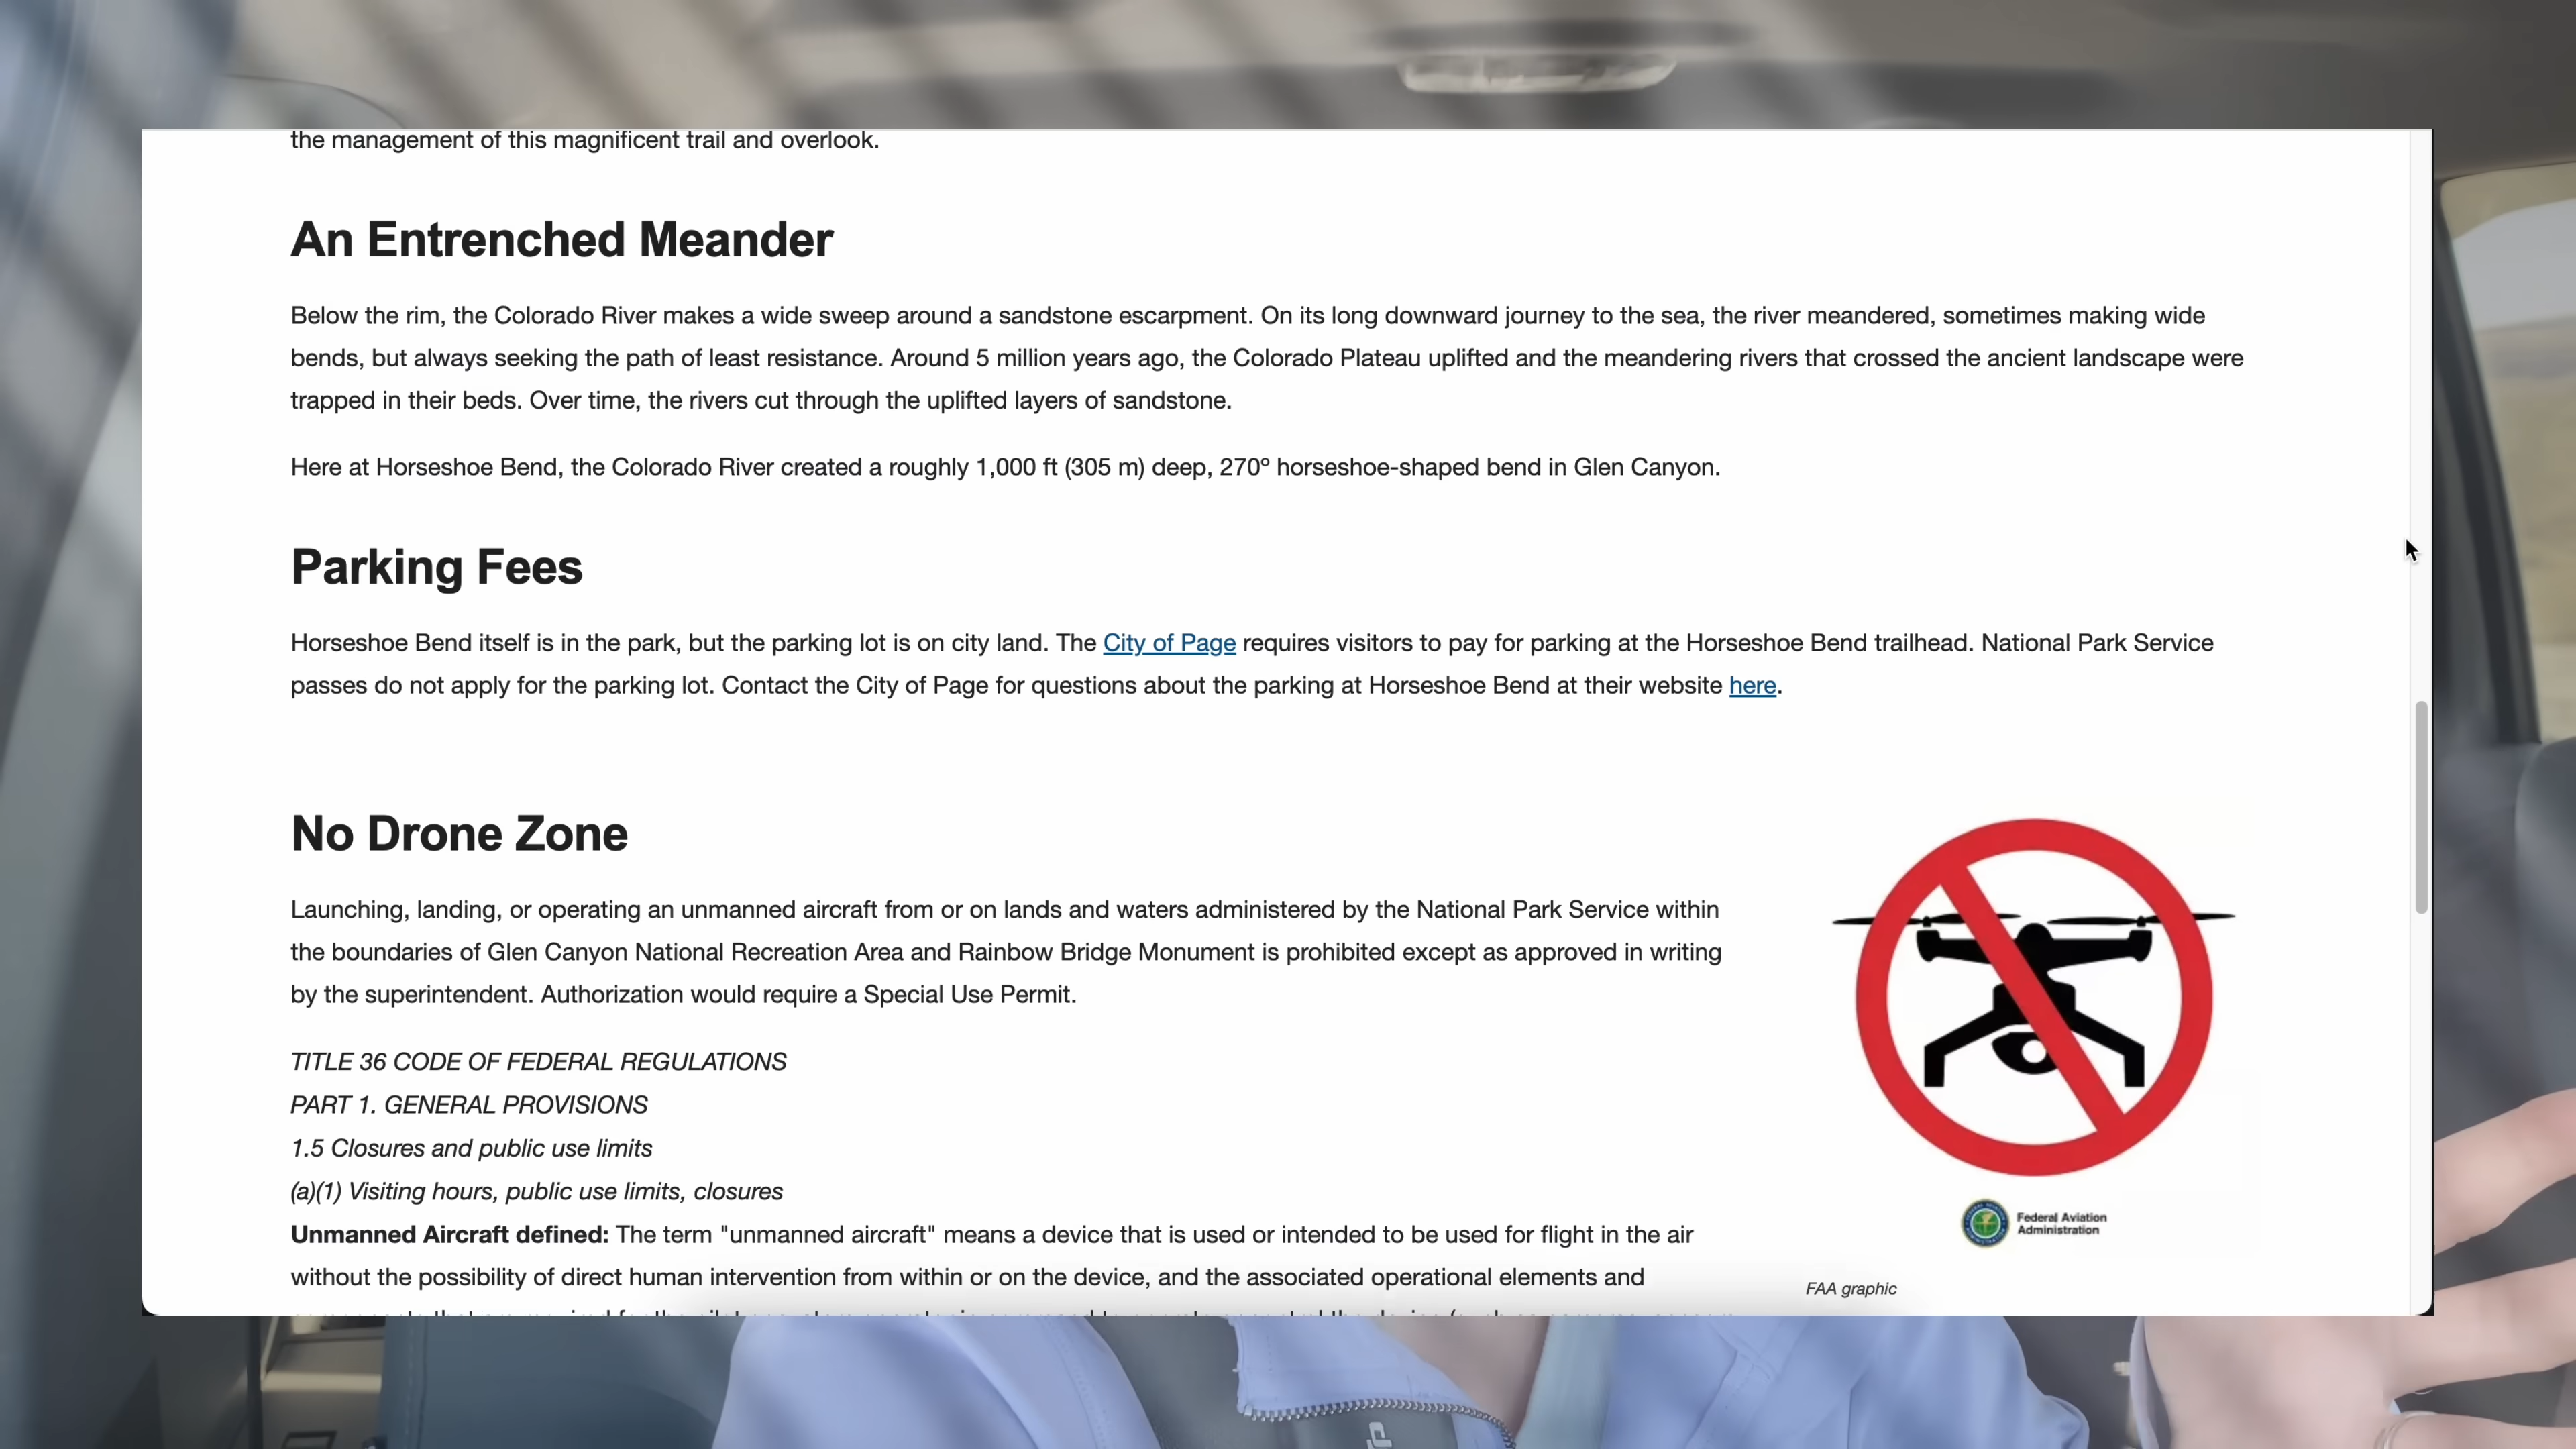 the management of this magnificent trail and overlook.
An Entrenched Meander
Below the rim, the Colorado River makes a wide sweep around a sandstone escarpment. On its long downward journey to the sea, the river meandered, sometimes making wide
bends, but always seeking the path of least resistance. Around 5 million years ago, the Colorado Plateau uplifted and the meandering rivers that crossed the ancient landscape were
trapped in their beds. Over time, the rivers cut through the uplifted layers of sandstone.
Here at Horseshoe Bend, the Colorado River created a roughly 1,000 ft (305 m) deep, 270º horseshoe-shaped bend in Glen Canyon.
Parking Fees
Horseshoe Bend itself is in the park, but the parking lot is on city land. The City of Page requires visitors to pay for parking at the Horseshoe Bend trailhead. National Park Service
passes do not apply for the parking lot. Contact the City of Page for questions about the parking at Horseshoe Bend at their website here.
No Drone Zone
Launching, landing, or operating an unmanned aircraft from or on lands and waters administered by the National Park Service within
the boundaries of Glen Canyon National Recreation Area and Rainbow Bridge Monument is prohibited except as approved in writing
by the superintendent. Authorization would require a Special Use Permit.
TITLE 36 CODE OF FEDERAL REGULATIONS
PART 1. GENERAL PROVISIONS
1.5 Closures and public use limits
(a)(1) Visiting hours, public use limits, closures
Unmanned Aircraft defined: The term "unmanned aircraft" means a device that is used or intended to be used for flight in the air
without the possibility of direct human intervention from within or on the device, and the associated operational elements and
Federal Aviation
Administration
FAA graphic